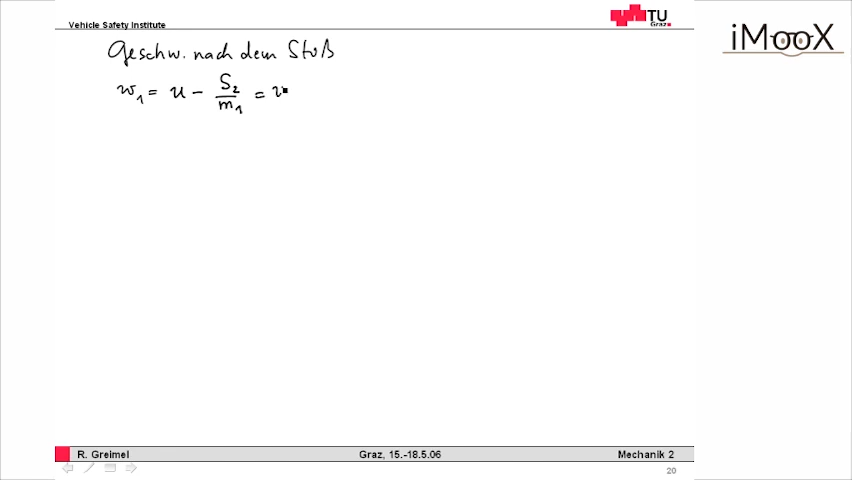 Vehicle Safety Institute
TU
Graz
iMooX
Geschw. nach dem Stoß
w₁ = u − S₂/m₁ =
R. Greimel
Graz, 15.-18.5.06
Mechanik 2
20